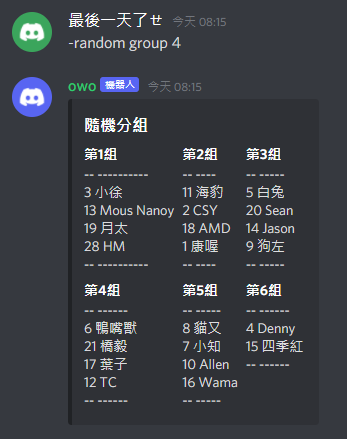 最後一天了ㄝ 今天 08:15
-random group 4
owo 機器人 今天 08:15
隨機分組
第1組 第2組 第3組
-- ---------- -- ---- -- -----
3 小徐 11 海豹 5 白兔
13 Mous Nanoy 2 CSY 20 Sean
19 月太 18 AMD 14 Jason
28 HM 1 康喔 9 狗左
-- ---------- -- ---- -- -----
第4組 第5組 第6組
-- ------ -- ----- -- ------
6 鴨嘴獸 8 貓又 4 Denny
21 橋毅 7 小知 15 四季紅
17 葉子 10 Allen -- ------
12 TC 16 Wama
-- ------ -- -----